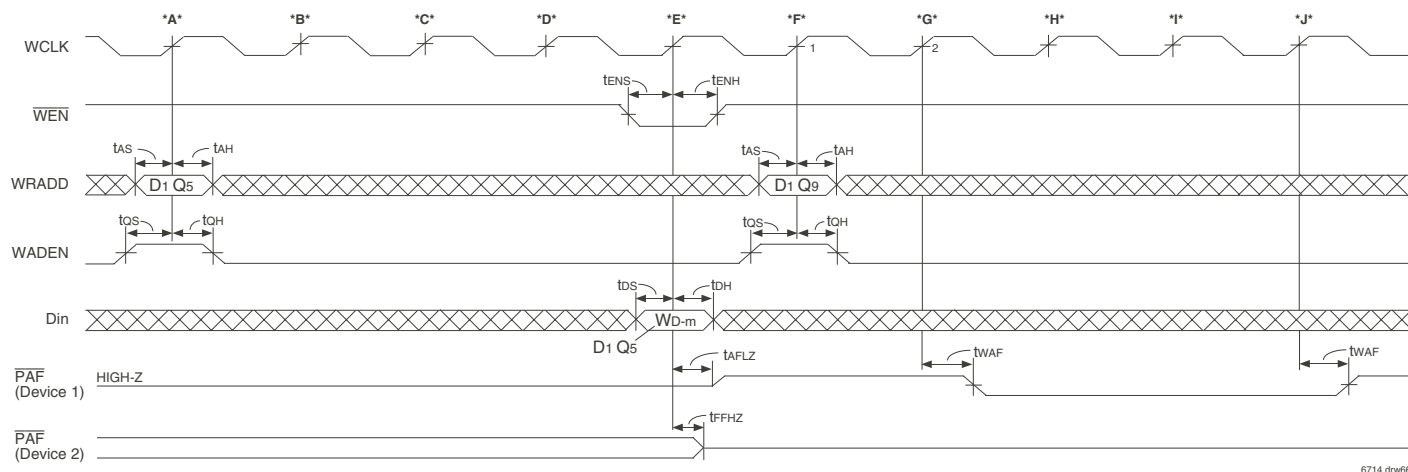 *A* *B* *C* *D* *E* *F* *G* *H* *I* *J*
WCLK 1 2
tENS tENH
WEN
tAS tAH tAS tAH
WRADD D1 Q5 D1 Q9
tQS tQH tQS tQH
WADEN
tDS tDH
Din WD-m
D1 Q5
tAFLZ tWAF tWAF
PAF HIGH-Z
(Device 1)
tFFHZ
PAF
(Device 2)